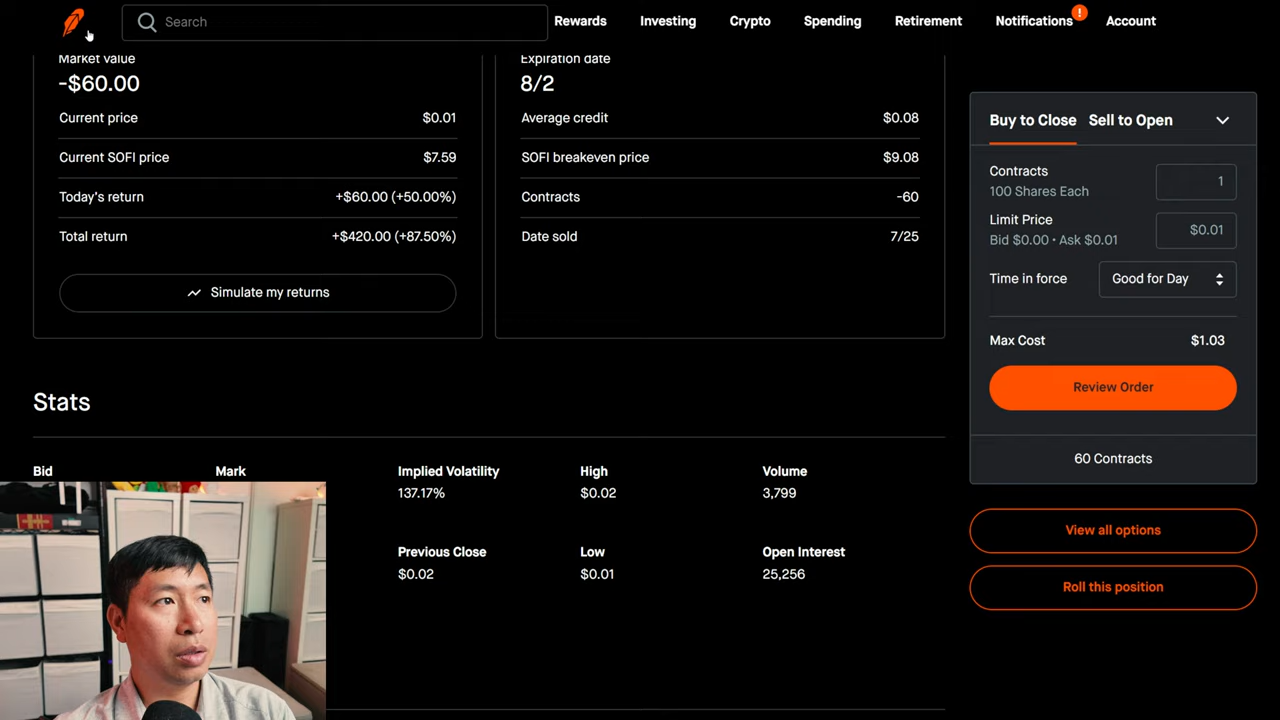 Search
Rewards
Investing
Crypto
Spending
Retirement
Notifications
!
Account
Market value
-$60.00
Current price $0.01
Current SOFI price $7.59
Today's return +$60.00 (+50.00%)
Total return +$420.00 (+87.50%)
Simulate my returns
Expiration date
8/2
Average credit $0.08
SOFI breakeven price $9.08
Contracts -60
Date sold 7/25
Buy to Close Sell to Open
Contracts
100 Shares Each
1
Limit Price
Bid $0.00 • Ask $0.01
$0.01
Time in force Good for Day
Max Cost $1.03
Review Order
60 Contracts
View all options
Roll this position
Stats
Bid Mark Implied Volatility High Volume
137.17% $0.02 3,799
Previous Close Low Open Interest
$0.02 $0.01 25,256